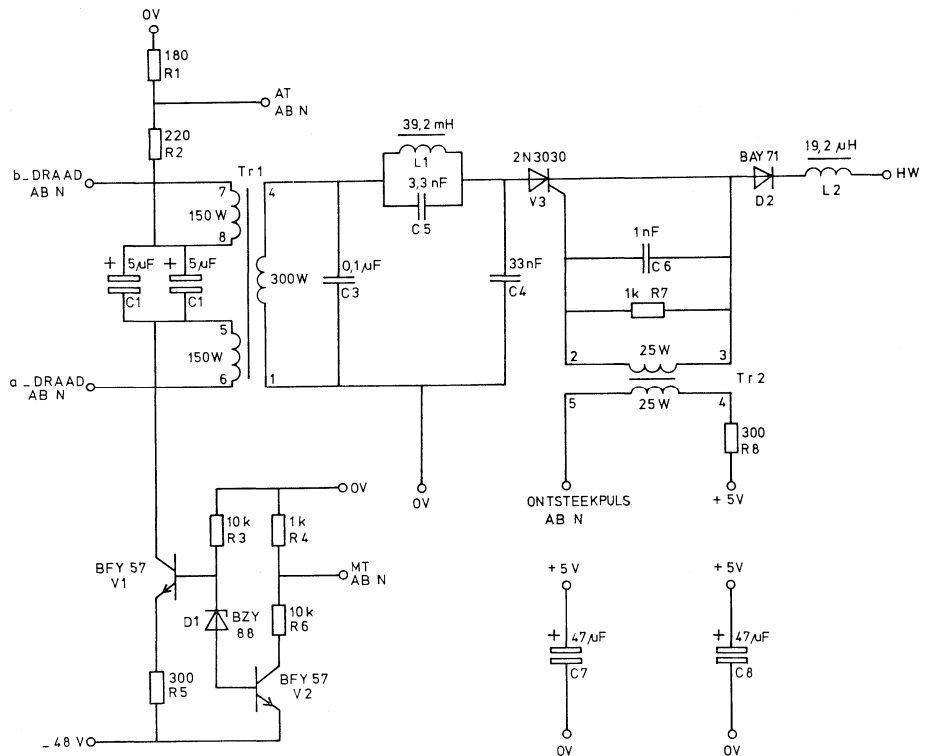 0V
180
R1
AT
AB N
220
R2
b_DRAAD
AB N
Tr1
7
150W
8
4
300W
1
5
150W
6
+
5µF
C1
+
5µF
C1
a_DRAAD
AB N
0,1µF
C3
39,2 mH
L1
3,3 nF
C5
33nF
C4
0V
2N3030
V3
BAY71
D2
19,2 µH
L2
HW
1nF
C6
1k R7
2
25W
3
Tr2
5
25W
4
300
R8
+5V
ONTSTEEKPULS
AB N
0V
10k
R3
1k
R4
MT
AB N
BFY 57
V1
D1
BZY
88
10k
R6
BFY 57
V2
300
R5
_48 V
+5V
+
47µF
C7
0V
+5V
+
47µF
C8
0V